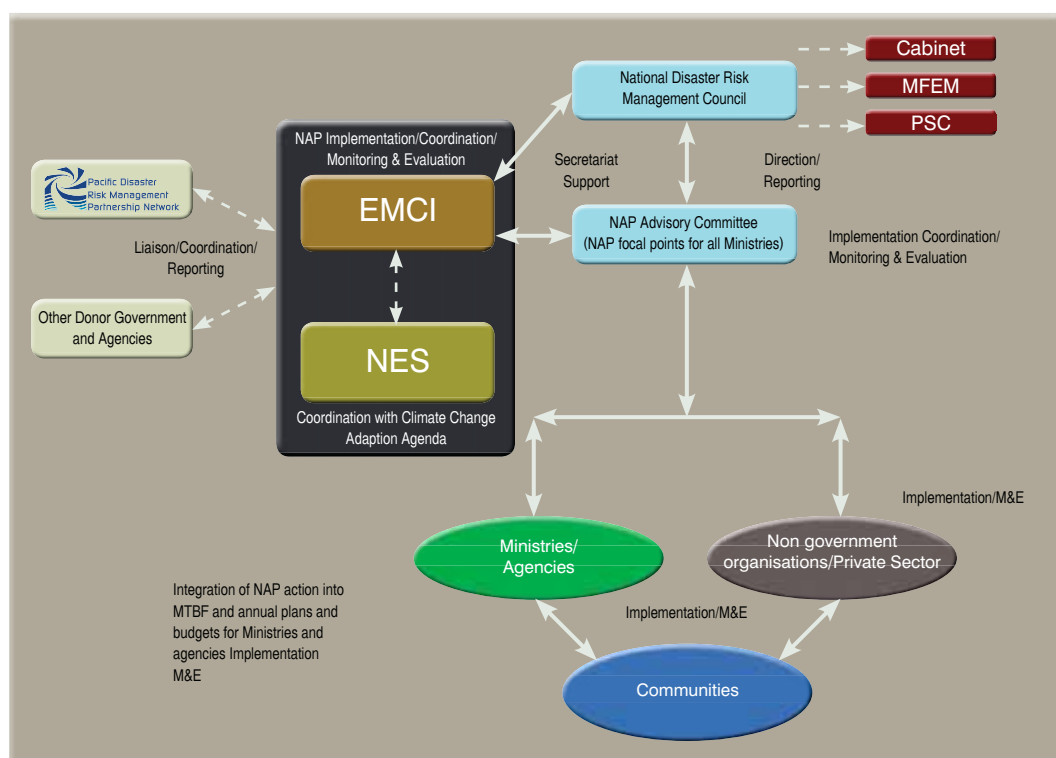 Cabinet
National Disaster Risk
Management Council
MFEM
PSC
NAP Implementation/Coordination/
Monitoring & Evaluation
Secretariat
Support
Direction/
Reporting
Pacific Disaster
Risk Management
Partnership Network
EMCI
NAP Advisory Committee
(NAP focal points for all Ministries)
Implementation Coordination/
Monitoring & Evaluation
Liaison/Coordination/
Reporting
Other Donor Government
and Agencies
NES
Coordination with Climate Change
Adaption Agenda
Implementation/M&E
Ministries/
Agencies
Non government
organisations/Private Sector
Integration of NAP action into
MTBF and annual plans and
budgets for Ministries and
agencies Implementation
M&E
Implementation/M&E
Communities